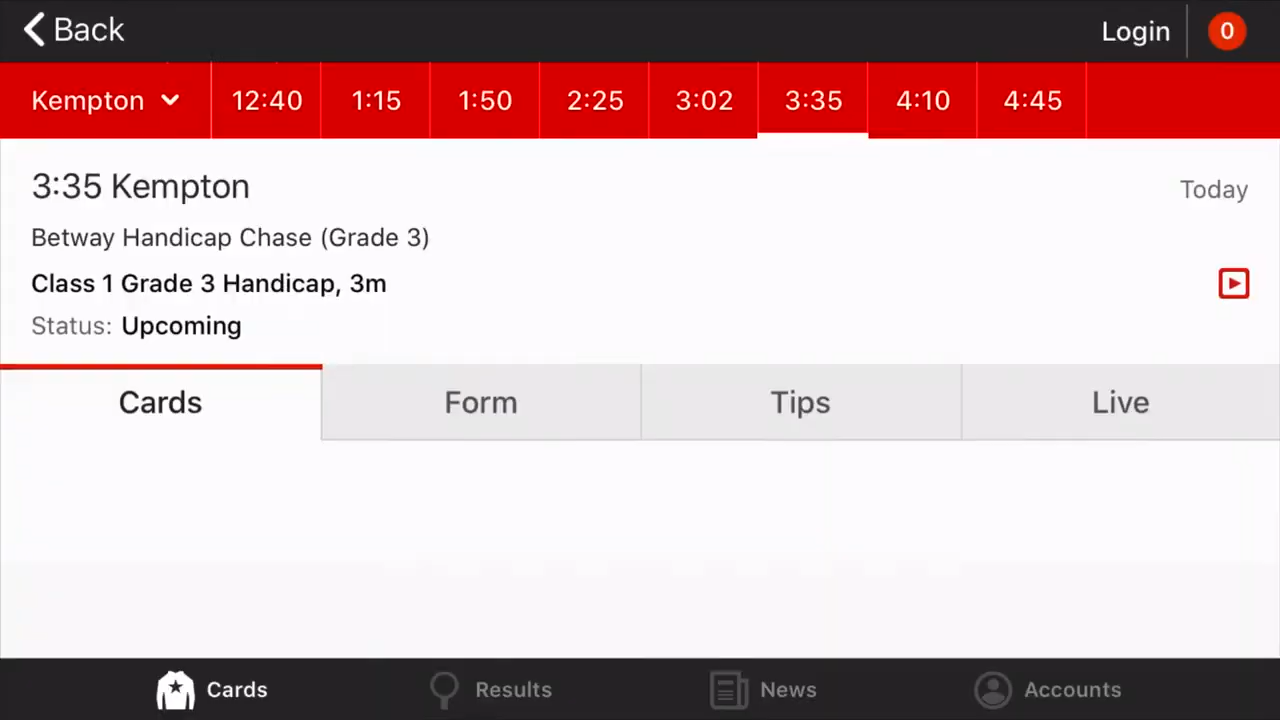 Back
Login
0
Kempton
12:40
1:15
1:50
2:25
3:02
3:35
4:10
4:45
3:35 Kempton
Today
Betway Handicap Chase (Grade 3)
Class 1 Grade 3 Handicap, 3m
Status: Upcoming
Cards
Form
Tips
Live
Cards
Results
News
Accounts